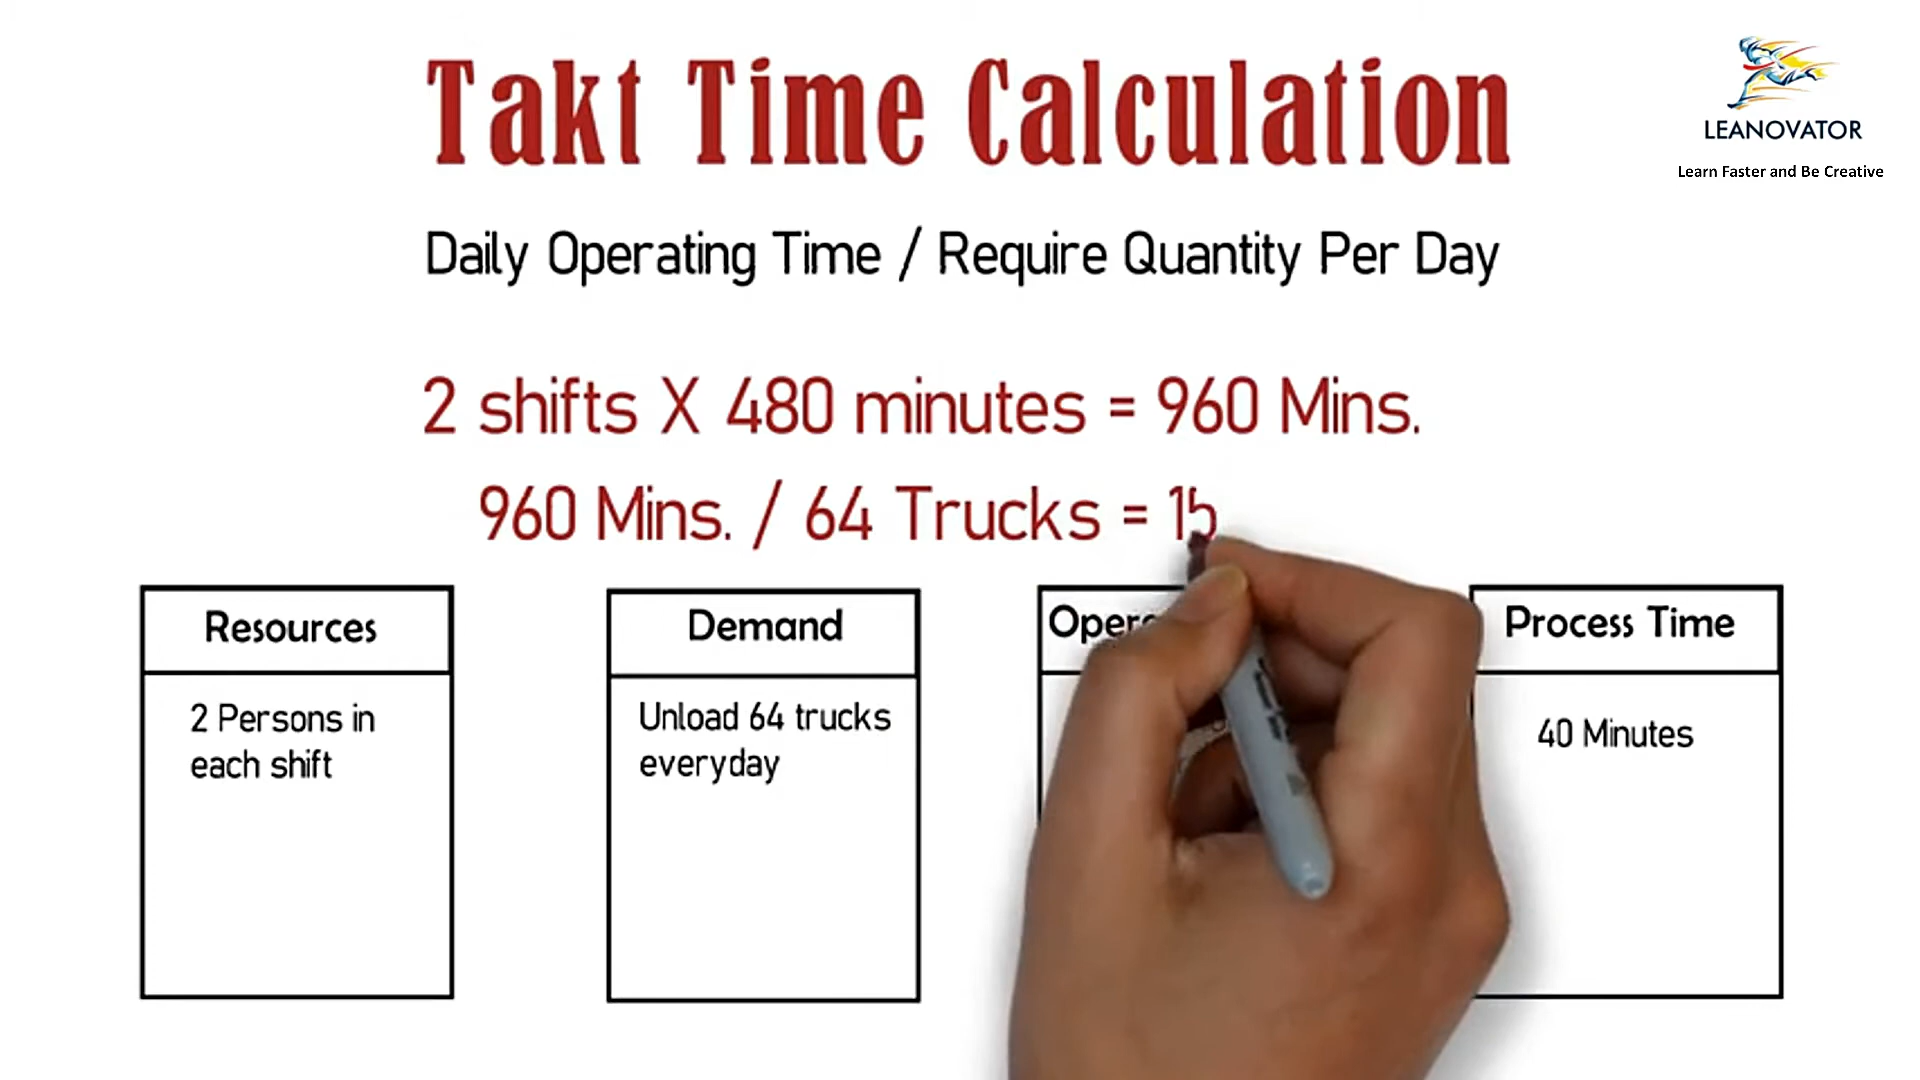 Takt Time Calculation
LEANOVATOR
Learn Faster and Be Creative
Daily Operating Time / Require Quantity Per Day
2 shifts X 480 minutes = 960 Mins.
960 Mins. / 64 Trucks = 15
Resources
2 Persons in
each shift
Demand
Unload 64 trucks
everyday
Process Time
40 Minutes